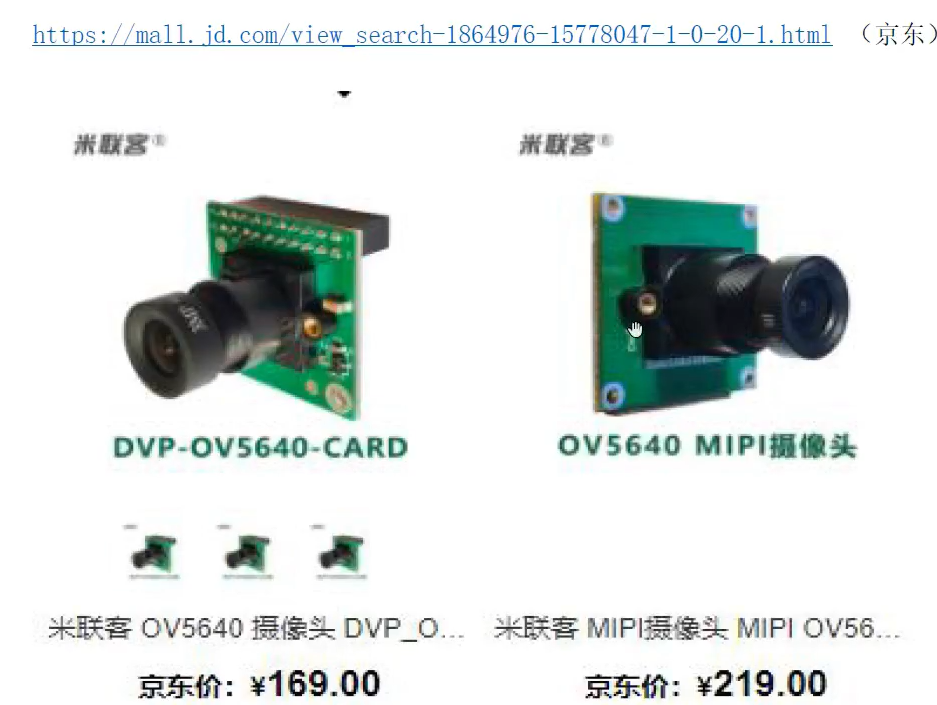 https://mall.jd.com/view_search-1864976-15778047-1-0-20-1.html （京东）
米联客®
米联客®
DVP-OV5640-CARD
OV5640 MIPI摄像头
米联客 OV5640 摄像头 DVP_O...
米联客 MIPI摄像头 MIPI OV56...
京东价：¥169.00
京东价：¥219.00